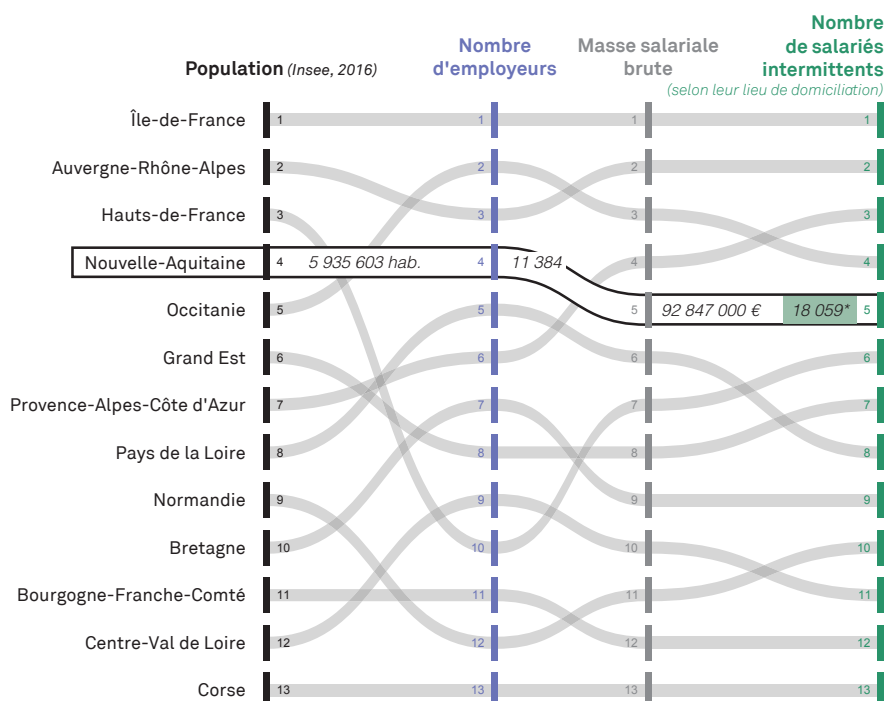 Population (Insee, 2016)
Nombre
d'employeurs
Masse salariale
brute
Nombre
de salariés
intermittents
(selon leur lieu de domiciliation)
Île-de-France 1 1 1 1
Auvergne-Rhône-Alpes 2 2 2 2
Hauts-de-France 3 3 3 3
Nouvelle-Aquitaine 4 5 935 603 hab. 4 11 384 4 4
Occitanie 5 5 5 92 847 000 € 18 059* 5
Grand Est 6 6 6 6
Provence-Alpes-Côte d'Azur 7 7 7 7
Pays de la Loire 8 8 8 8
Normandie 9 9 9 9
Bretagne 10 10 10 10
Bourgogne-Franche-Comté 11 11 11 11
Centre-Val de Loire 12 12 12 12
Corse 13 13 13 13